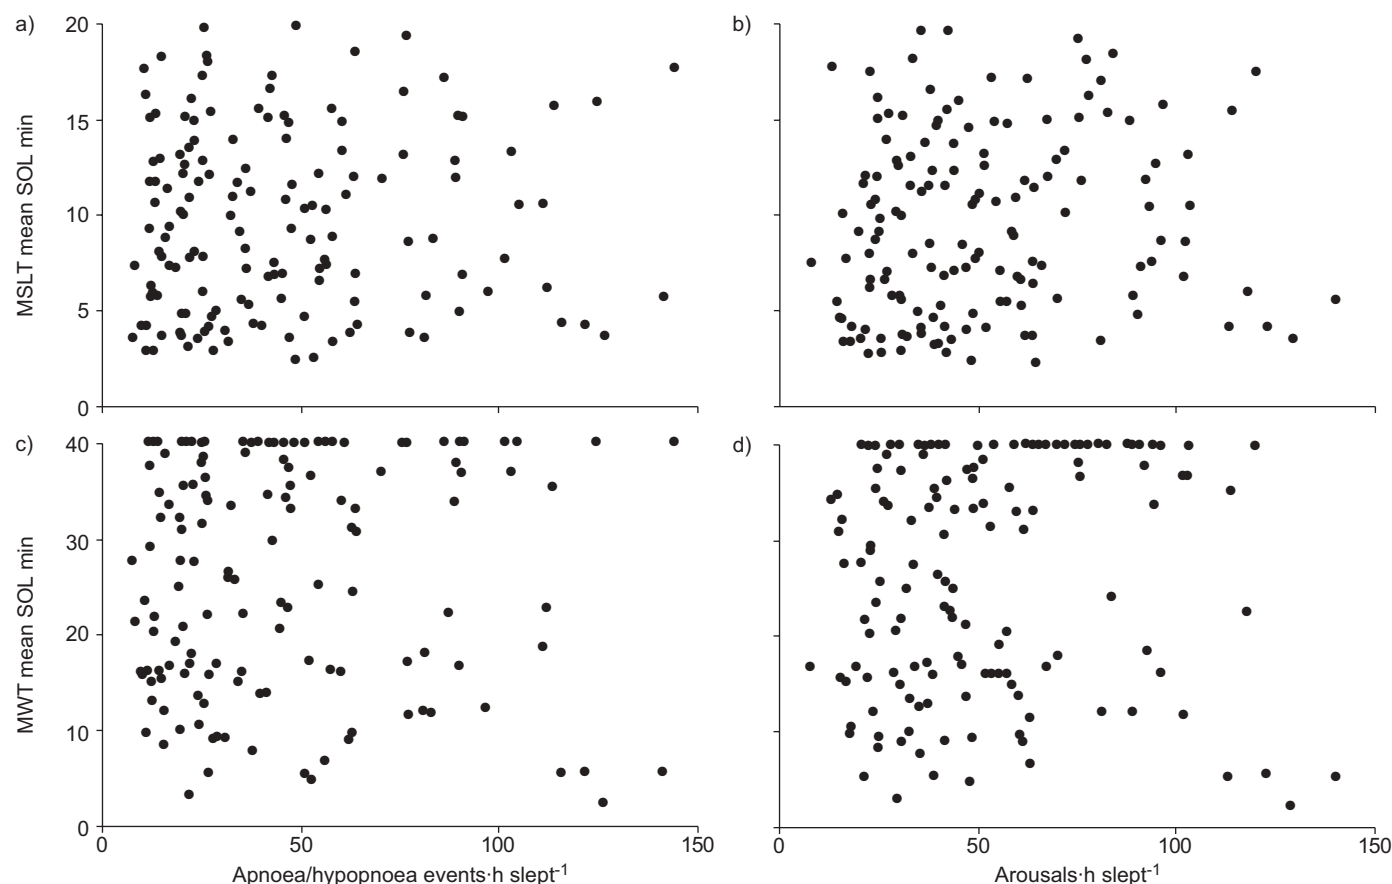 a)
20
15
10
5
0
MSLT mean SOL min
b)
c)
40
30
20
10
0
MWT mean SOL min
0
50
100
150
Apnoea/hypopnoea events·h slept-1
d)
0
50
100
150
Arousals·h slept-1